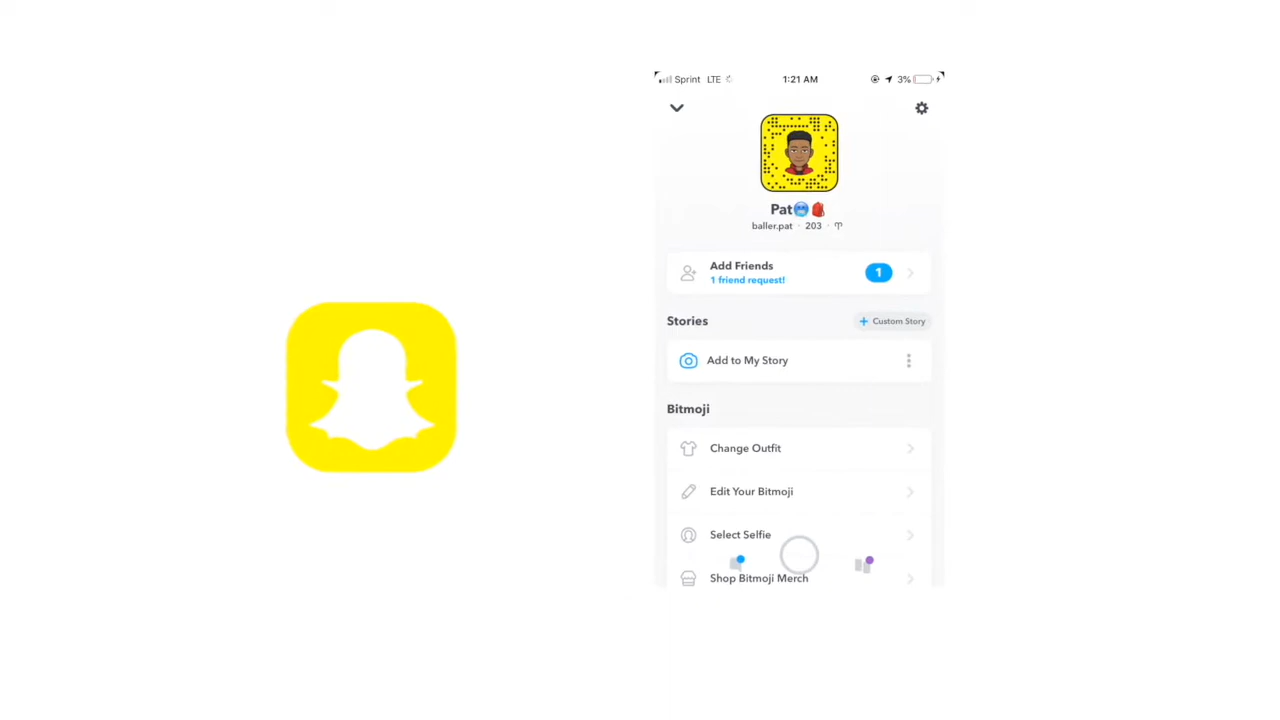 Sprint LTE 1:21 AM 3%
Pat🥶🎒
baller.pat · 203 · ♈
Add Friends
1 friend request!
1
Stories
+ Custom Story
Add to My Story
Bitmoji
Change Outfit
Edit Your Bitmoji
Select Selfie
Shop Bitmoji Merch